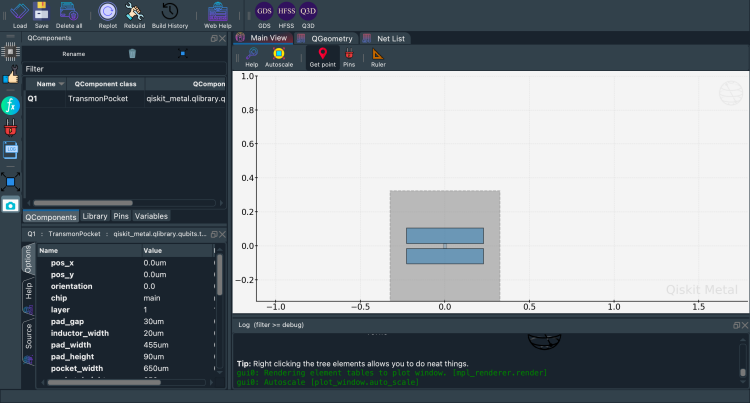 GDS HFSS Q3D
Load Save Delete all Replot Rebuild Build History Web Help GDS HFSS Q3D
QComponents
Rename
Filter
Name QComponent class QCompon
Q1 TransmonPocket qiskit_metal.qlibrary.q
QComponents Library Pins Variables
Q1 : TransmonPocket : qiskit_metal.qlibrary.qubits.t...
Options
Help
Source
Name Value
pos_x 0.0um
pos_y 0.0um
orientation 0.0
chip main
layer 1
pad_gap 30um
inductor_width 20um
pad_width 455um
pad_height 90um
pocket_width 650um
Main View QGeometry Net List
Help Autoscale Get point Pins Ruler
1.0
0.8
0.6
0.4
0.2
0.0
−0.2
−1.0 −0.5 0.0 0.5 1.0 1.5
Qiskit Metal
Log (filter >= debug)
Tip: Right clicking the tree elements allows you to do neat things.
gui0: Rendering element tables to plot window. [mpl_renderer.render]
gui0: Autoscale [plot_window.auto_scale]